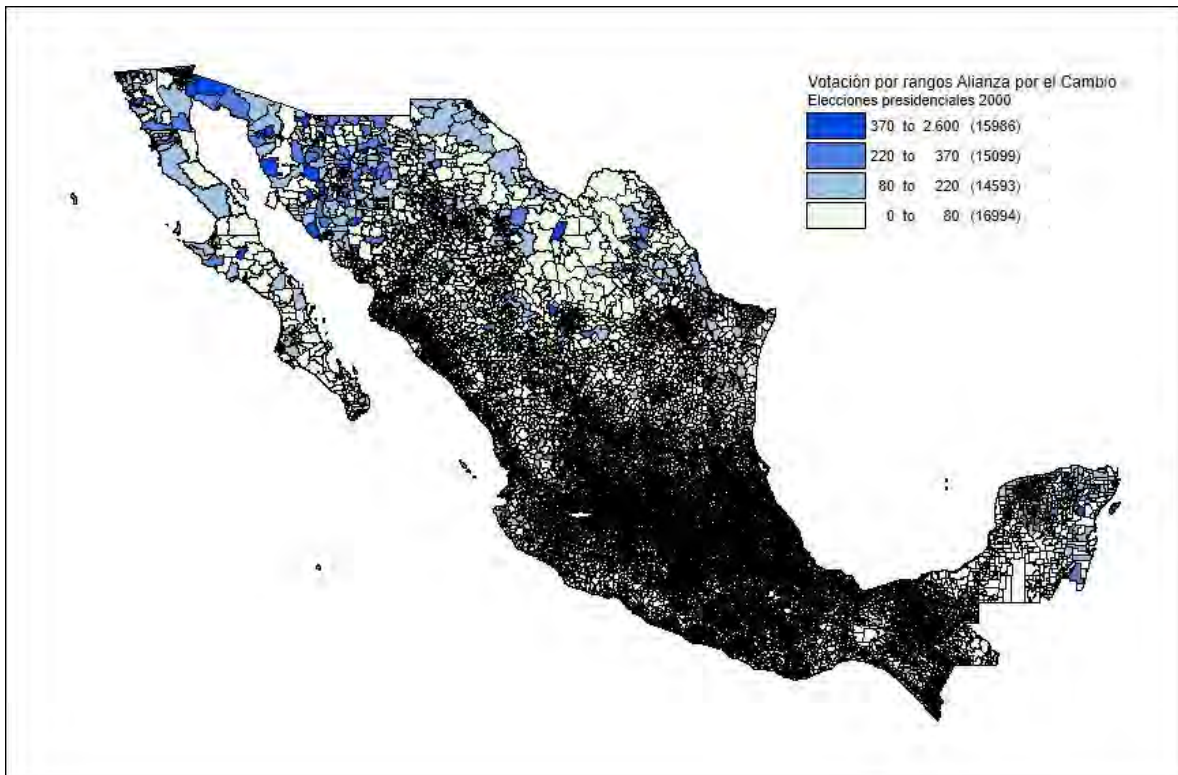 Votación por rangos Alianza por el Cambio
Elecciones presidenciales 2000
370 to 2.600 (15986)
220 to 370 (15099)
80 to 220 (14593)
0 to 80 (16994)